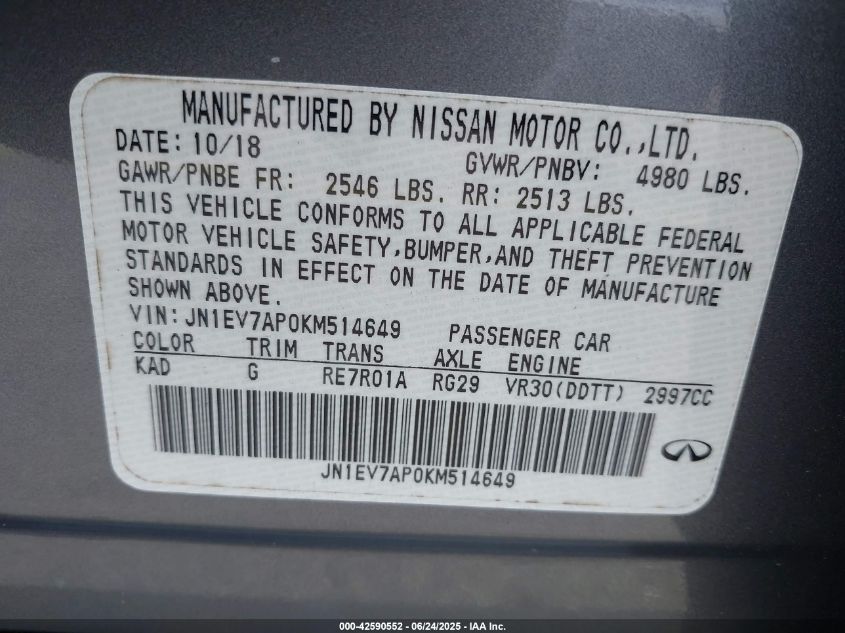 MANUFACTURED BY NISSAN MOTOR CO.,LTD.
DATE: 10/18 GVWR/PNBV: 4980 LBS.
GAWR/PNBE FR: 2546 LBS. RR: 2513 LBS.
THIS VEHICLE CONFORMS TO ALL APPLICABLE FEDERAL
MOTOR VEHICLE SAFETY,BUMPER,AND THEFT PREVENTION
STANDARDS IN EFFECT ON THE DATE OF MANUFACTURE
SHOWN ABOVE.
VIN:JN1EV7AP0KM514649 PASSENGER CAR
COLOR TRIM TRANS AXLE ENGINE
KAD G RE7R01A RG29 VR30(DDTT) 2997CC
JN1EV7AP0KM514649
000-42590552 - 06/24/2025 - IAA Inc.